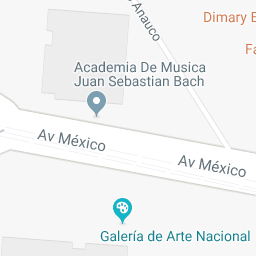 Dimary
Anauco
Academia De Musica
Juan Sebastian Bach
Av México
Av México
Galería de Arte Nacional